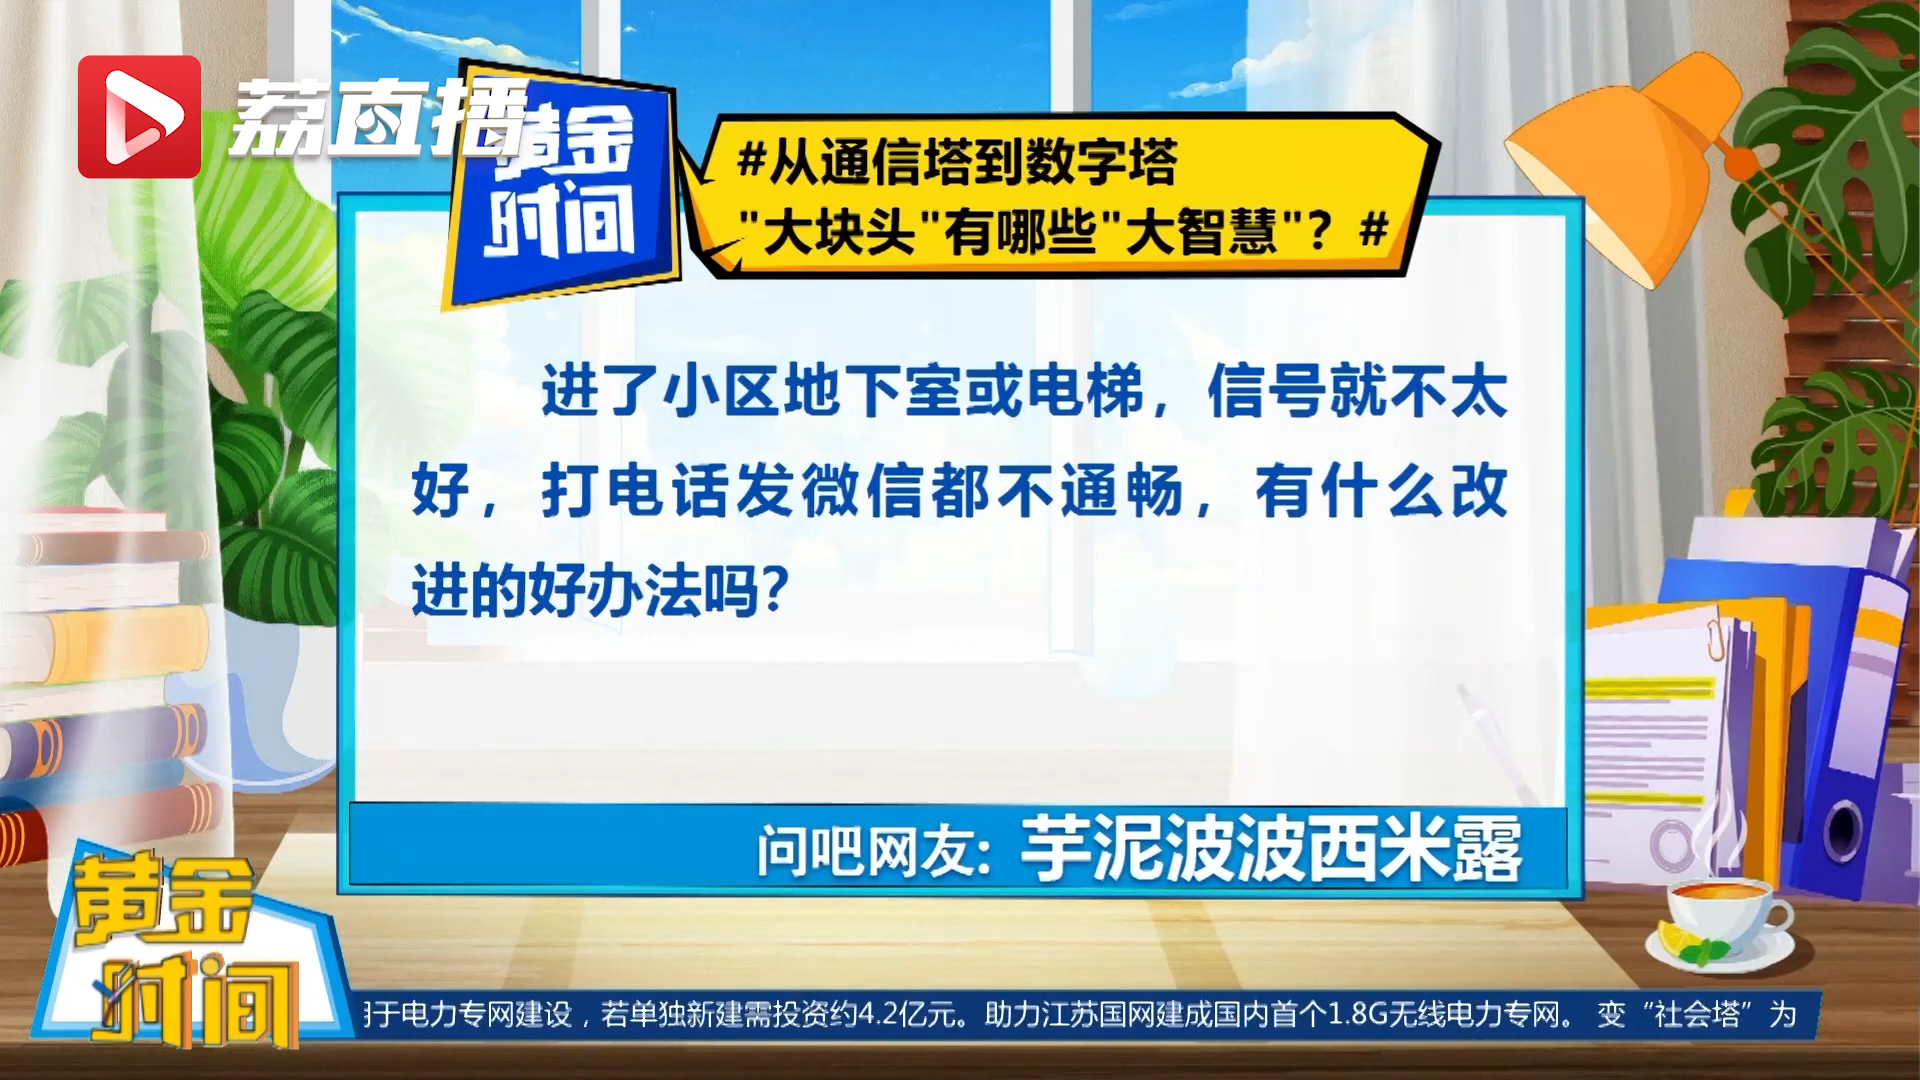 荔直播
黄金
时间
#从通信塔到数字塔
"大块头"有哪些"大智慧"？#
进了小区地下室或电梯，信号就不太
好，打电话发微信都不通畅，有什么改
进的好办法吗？
问吧网友：芋泥波波西米露
黄金
时间
用于电力专网建设，若单独新建需投资约4.2亿元。助力江苏国网建成国内首个1.8G无线电力专网。 变“社会塔”为